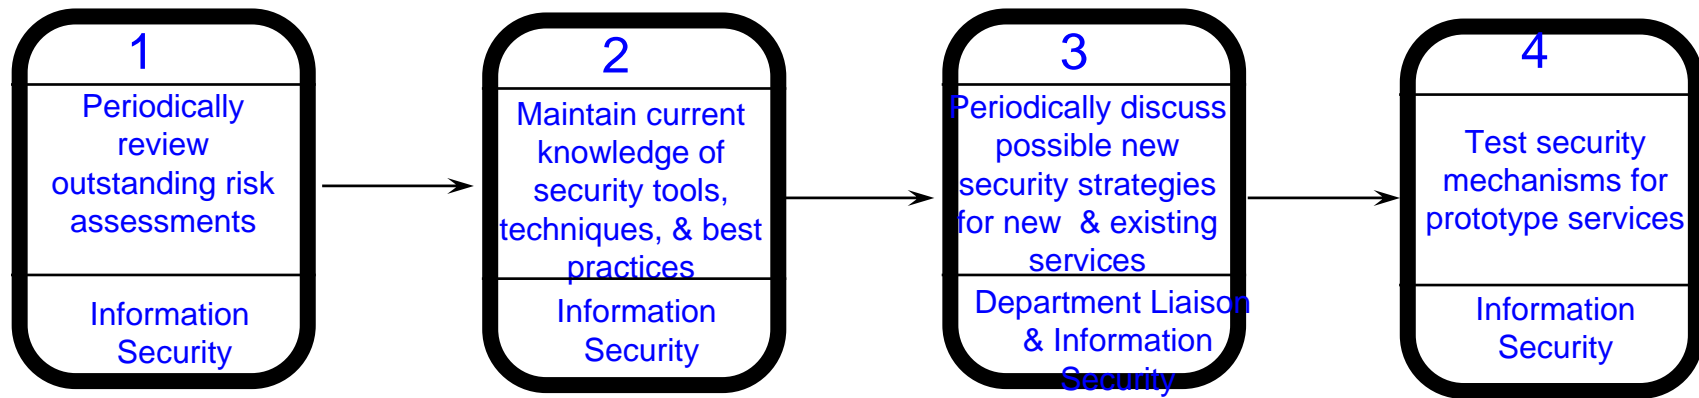 1
Periodically
review
outstanding risk
assessments
Information
Security
2
Maintain current
knowledge of
security tools,
techniques, & best
practices
Information
Security
3
Periodically discuss
possible new
security strategies
for new & existing
services
Department Liaison
& Information
Security
4
Test security
mechanisms for
prototype services
Information
Security